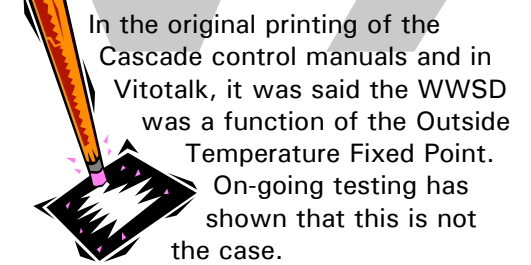 In the original printing of the
Cascade control manuals and in
Vitotalk, it was said the WWSD
was a function of the Outside
Temperature Fixed Point.
On-going testing has
shown that this is not
the case.